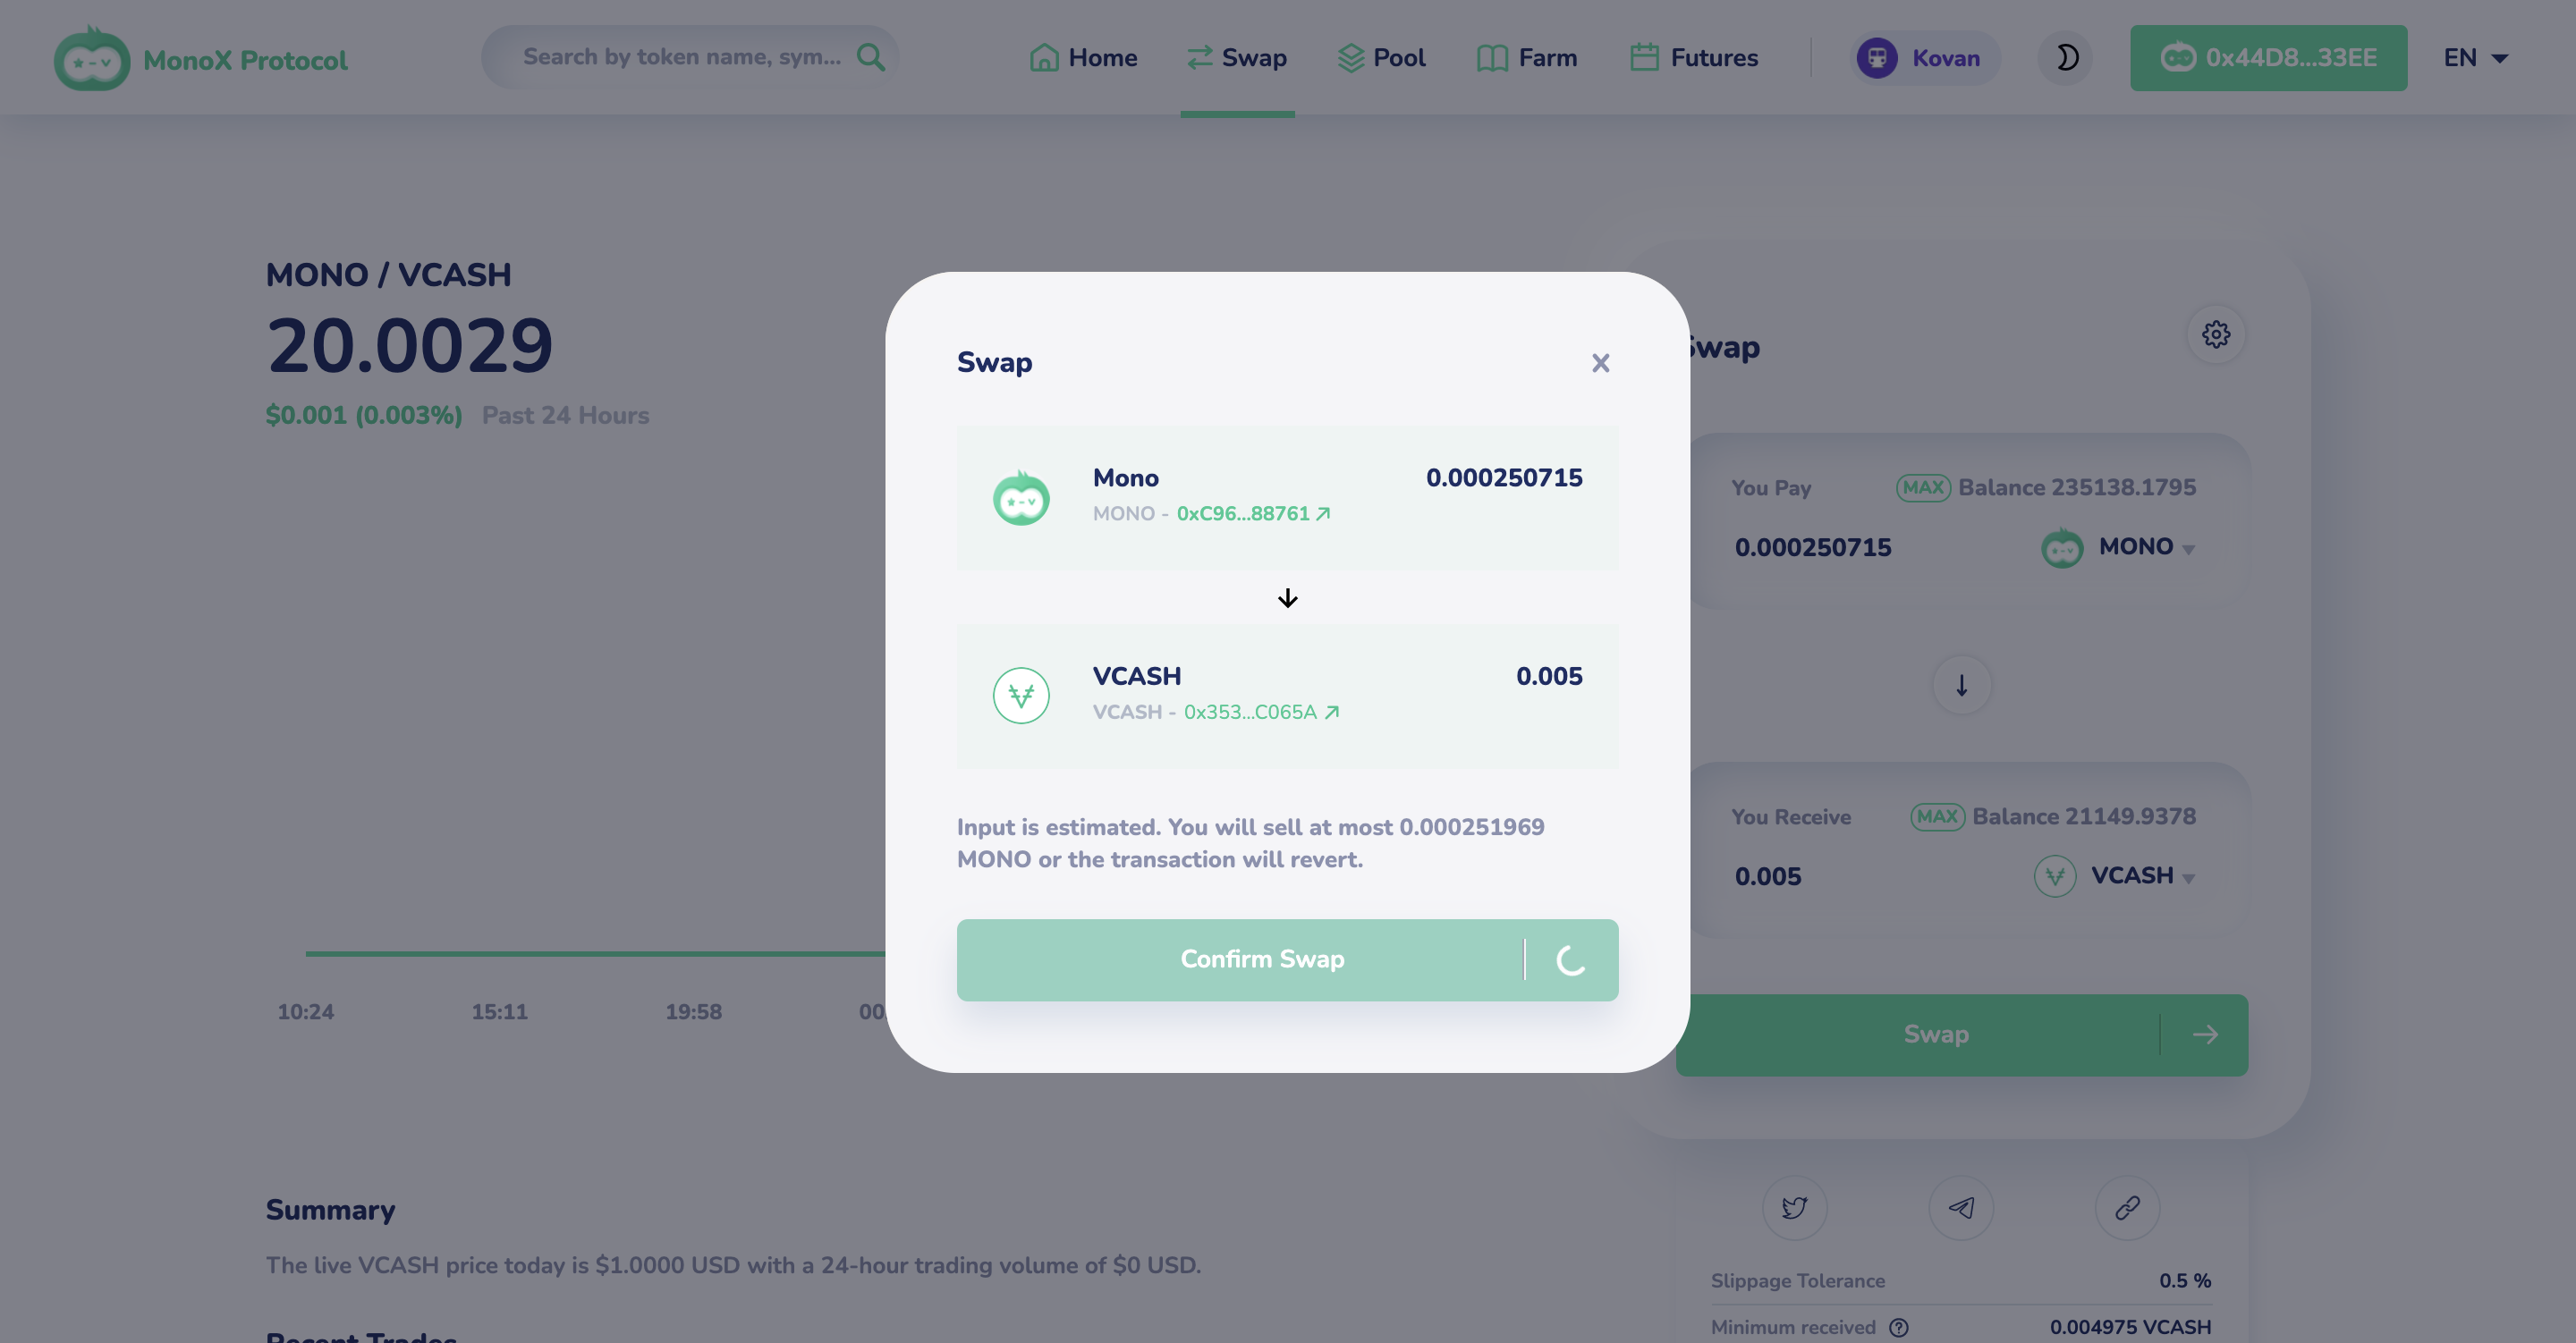 MonoX Protocol
Search by token name, sym...
Home
Swap
Pool
Farm
Futures
Kovan
0x44D8...33EE
EN
MONO / VCASH
20.0029
$0.001 (0.003%) Past 24 Hours
10:24
15:11
19:58
00
Summary
The live VCASH price today is $1.0000 USD with a 24-hour trading volume of $0 USD.
Recent Trades
Swap
x
Mono
0.000250715
MONO - 0xC96...88761
VCASH
0.005
VCASH - 0x353...C065A
Input is estimated. You will sell at most 0.000251969
MONO or the transaction will revert.
Confirm Swap
Swap
You Pay
MAX Balance 235138.1795
0.000250715
MONO
You Receive
MAX Balance 21149.9378
0.005
VCASH
Swap
Slippage Tolerance
0.5 %
Minimum received
0.004975 VCASH